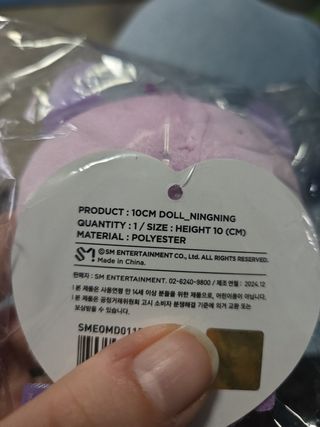 PRODUCT : 10CM DOLL_NINGNING
QUANTITY : 1 / SIZE : HEIGHT 10 (CM)
MATERIAL : POLYESTER
SM ©SM ENTERTAINMENT CO., Ltd. ALL RIGHTS RESERVED.
Made in China.
판매자 : SM ENTERTAINMENT. 02-6240-9800 / 제조 연월 : 2024.12
본 제품은 사용연령 만 14세 이상 분들을 위한 제품으로, 어린이용이 아닙니다.
본 제품은 공정거래위원회 고시 소비자 분쟁해결 기준에 의거 교환 또는
보상받을 수 있습니다.
SMEOMD011